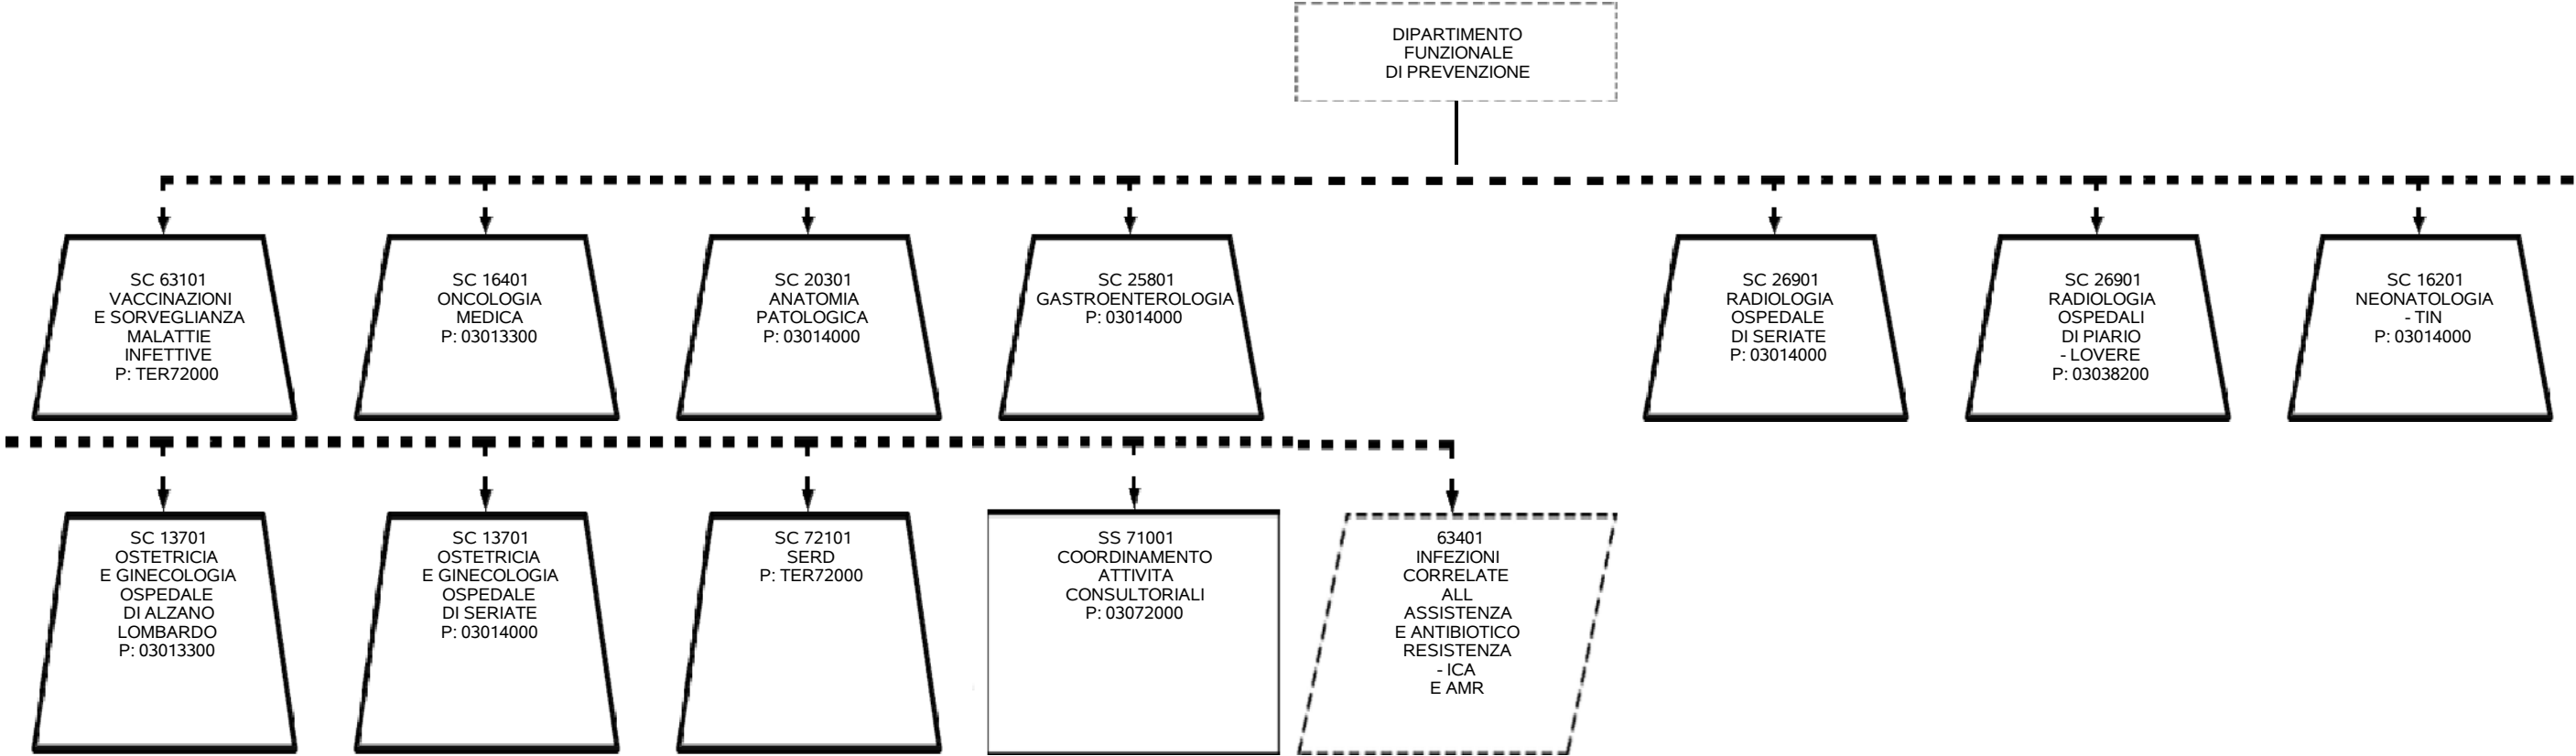 DIPARTIMENTO
FUNZIONALE
DI PREVENZIONE
SC 63101
VACCINAZIONI
E SORVEGLIANZA
MALATTIE
INFETTIVE
P: TER72000
SC 16401
ONCOLOGIA
MEDICA
P: 03013300
SC 20301
ANATOMIA
PATOLOGICA
P: 03014000
SC 25801
GASTROENTEROLOGIA
P: 03014000
SC 26901
RADIOLOGIA
OSPEDALE
DI SERIATE
P: 03014000
SC 26901
RADIOLOGIA
OSPEDALI
DI PIARIO
- LOVERE
P: 03038200
SC 16201
NEONATOLOGIA
- TIN
P: 03014000
SC 13701
OSTETRICIA
E GINECOLOGIA
OSPEDALE
DI ALZANO
LOMBARDO
P: 03013300
SC 13701
OSTETRICIA
E GINECOLOGIA
OSPEDALE
DI SERIATE
P: 03014000
SC 72101
SERD
P: TER72000
SS 71001
COORDINAMENTO
ATTIVITA
CONSULTORIALI
P: 03072000
63401
INFEZIONI
CORRELATE
ALL
ASSISTENZA
E ANTIBIOTICO
RESISTENZA
- ICA
E AMR